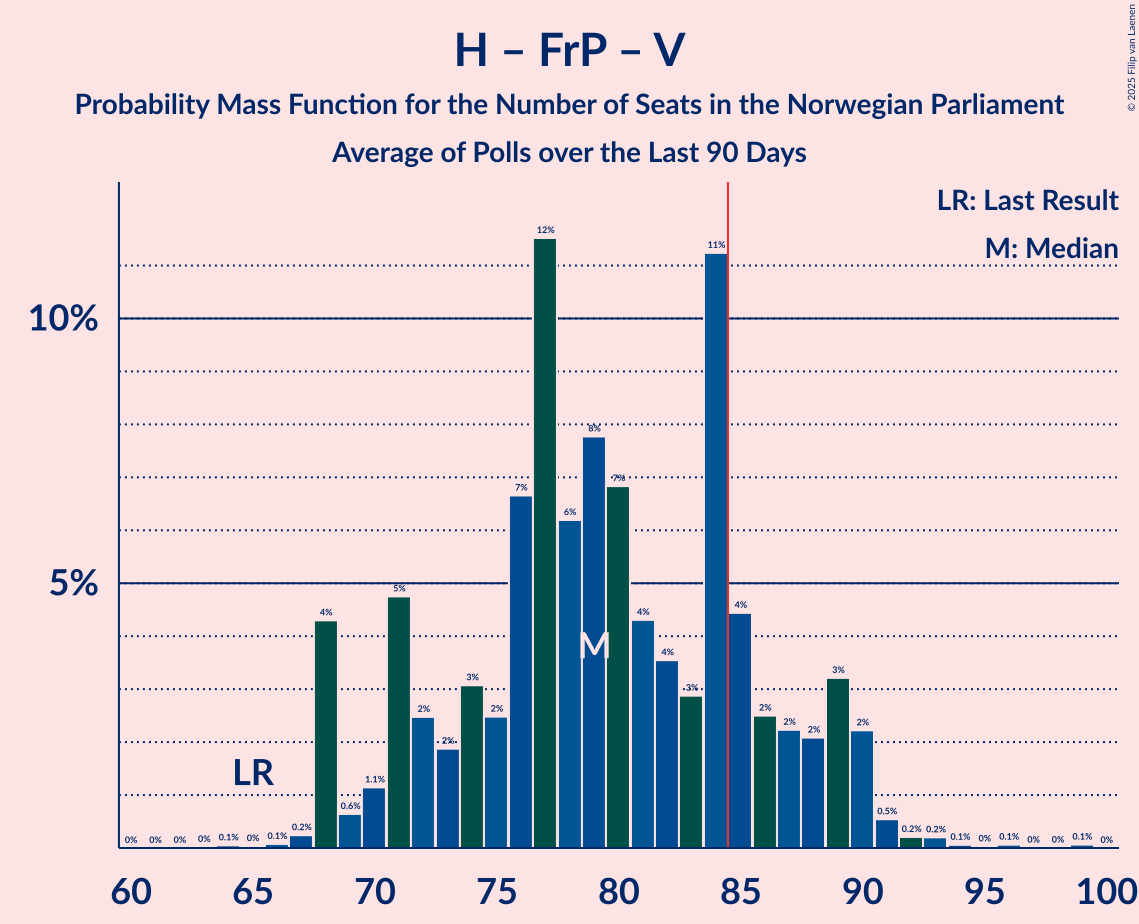 H – FrP – V
Probability Mass Function for the Number of Seats in the Norwegian Parliament
Average of Polls over the Last 90 Days
© 2025 Filip van Laenen
LR: Last Result
M: Median
10%
5%
LR
M
0% 0% 0% 0% 0.1% 0% 0.1% 0.2% 4% 0.6% 1.1% 5% 2% 2% 3% 2% 7% 12% 6% 8% 7% 4% 4% 3% 11% 4% 2% 2% 2% 3% 2% 0.5% 0.2% 0.2% 0.1% 0% 0.1% 0% 0% 0.1% 0%
60 65 70 75 80 85 90 95 100